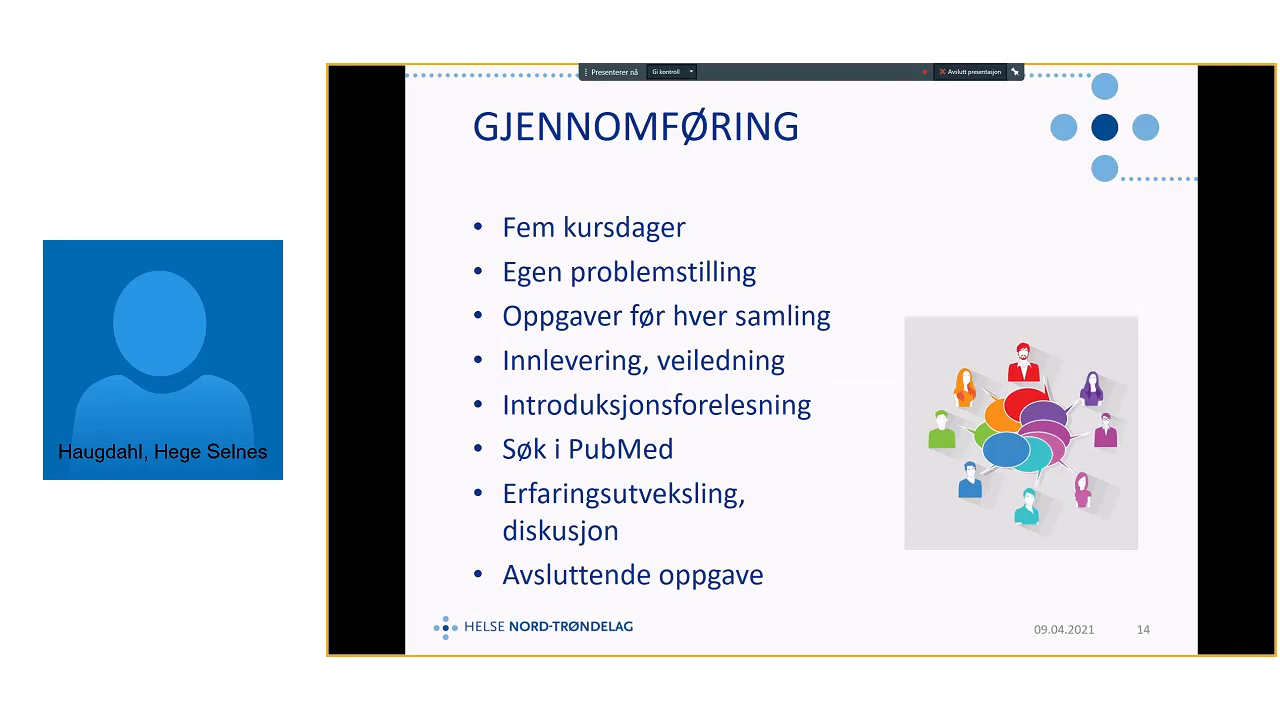 Presenterer nå
Gi kontroll
Avslutt presentasjon
GJENNOMFØRING
• Fem kursdager
• Egen problemstilling
• Oppgaver før hver samling
• Innlevering, veiledning
• Introduksjonsforelesning
• Søk i PubMed
• Erfaringsutveksling,
diskusjon
• Avsluttende oppgave
Haugdahl, Hege Selnes
HELSE NORD-TRØNDELAG
09.04.2021
14